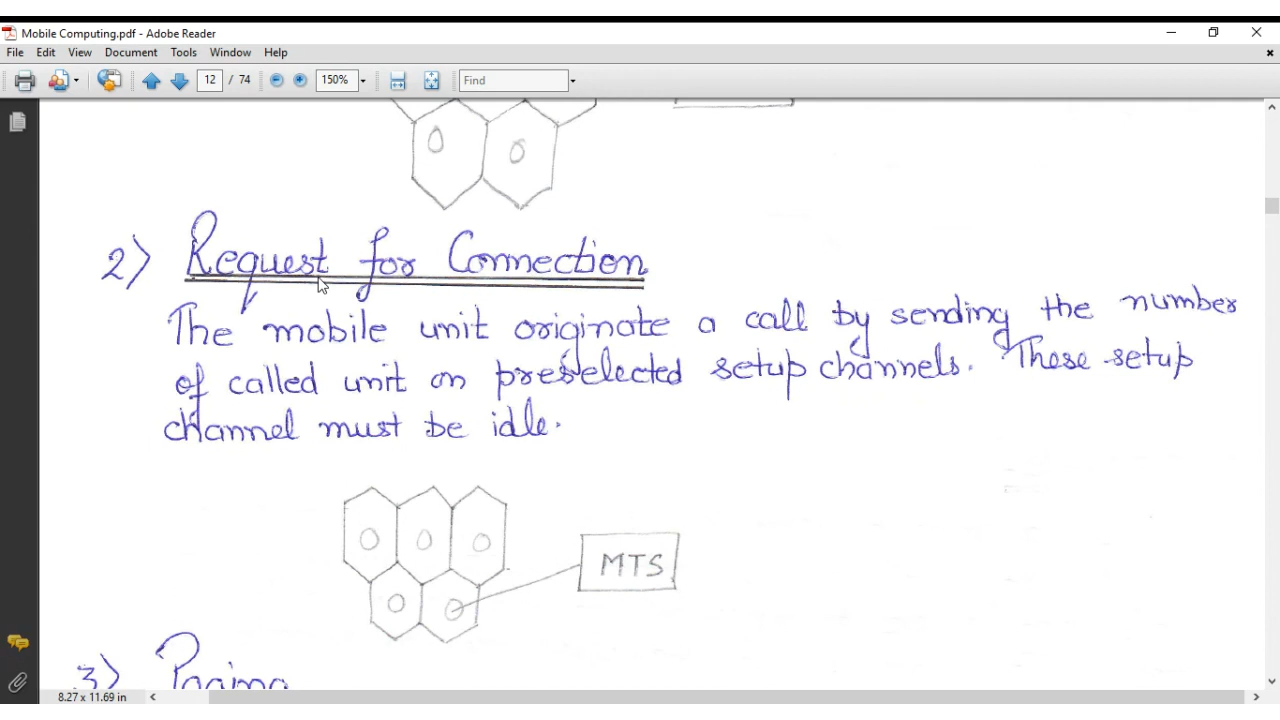 Mobile Computing.pdf - Adobe Reader
File Edit View Document Tools Window Help
12 / 74 150% Find
2) Request for Connection
The mobile unit originate a call by sending the number
of called unit on preselected setup channels. These setup
channel must be idle.
MTS
3) Paging
8.27 x 11.69 in